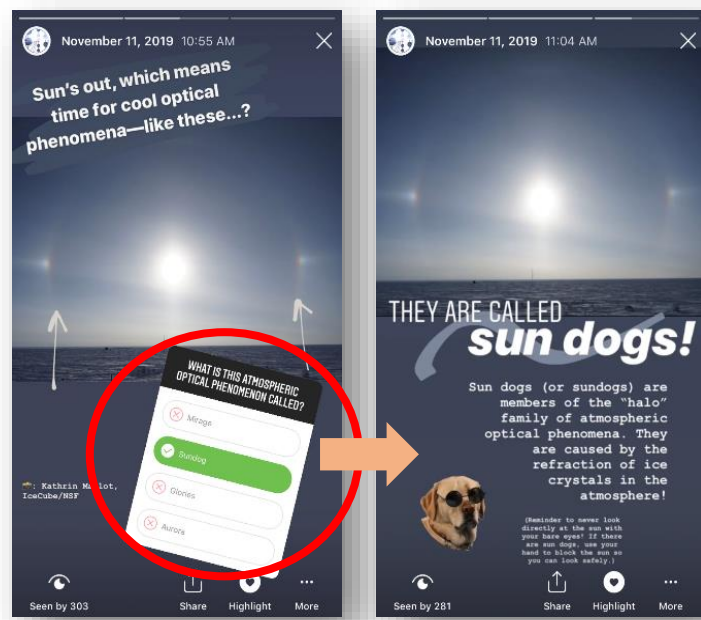 November 11, 2019 10:55 AM
Sun's out, which means
time for cool optical
phenomena—like these...?
WHAT IS THIS ATMOSPHERIC
OPTICAL PHENOMENON CALLED?
Mirage
Sundog
Glories
Aurora
: Kathrin
IceCube/NSF
Seen by 303
Share
Highlight
More
November 11, 2019 11:04 AM
THEY ARE CALLED
sun dogs!
Sun dogs (or sundogs) are
members of the "halo"
family of atmospheric
optical phenomena. They
are caused by the
refraction of ice
crystals in the
atmosphere!
(Reminder to never look
directly at the sun with
your bare eyes! If there
are sun dogs, use your
hand to block the sun so
you can look safely.)
Seen by 281
Share
Highlight
More